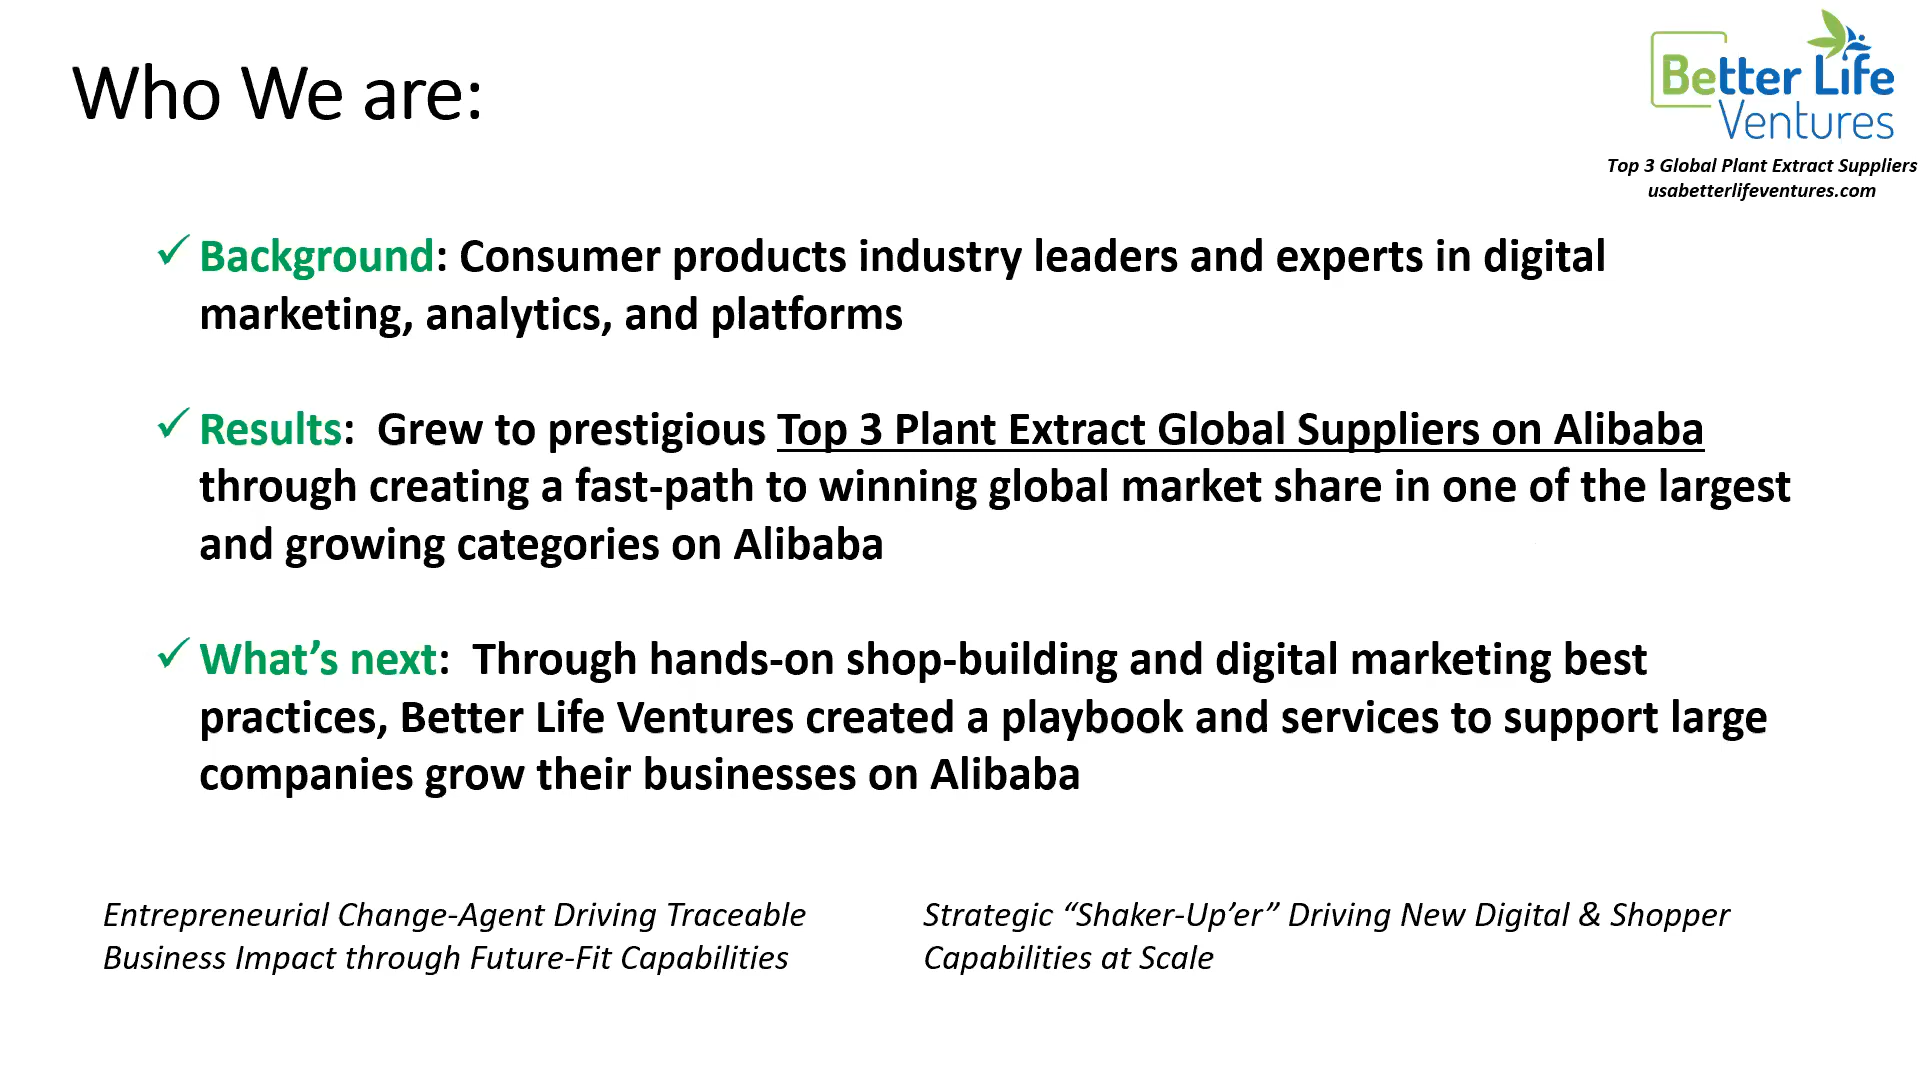 Who We are:
Better Life
Ventures
Top 3 Global Plant Extract Suppliers
usabetterlifeventures.com
✓ Background: Consumer products industry leaders and experts in digital
marketing, analytics, and platforms
✓ Results:  Grew to prestigious Top 3 Plant Extract Global Suppliers on Alibaba
through creating a fast-path to winning global market share in one of the largest
and growing categories on Alibaba
✓ What’s next:  Through hands-on shop-building and digital marketing best
practices, Better Life Ventures created a playbook and services to support large
companies grow their businesses on Alibaba
Entrepreneurial Change-Agent Driving Traceable
Business Impact through Future-Fit Capabilities
Strategic “Shaker-Up’er” Driving New Digital & Shopper
Capabilities at Scale